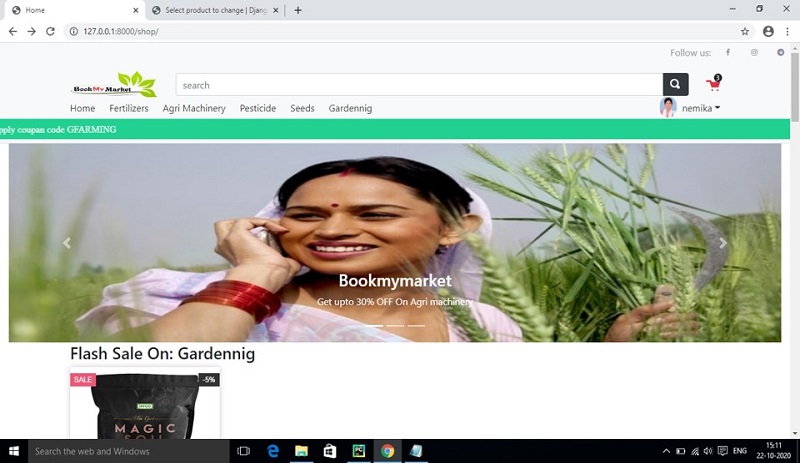 Home
Select product to change | Djang
127.0.0.1:8000/shop/
Follow us:
BookMyMarket
search
3
Home Fertilizers Agri Machinery Pesticide Seeds Gardennig
nemika
pply coupan code GFARMING
Bookmymarket
Get upto 30% OFF On Agri machinery
Flash Sale On: Gardennig
SALE
-5%
MAGIC
SOIL
Search the web and Windows
ENG
15:11
22-10-2020